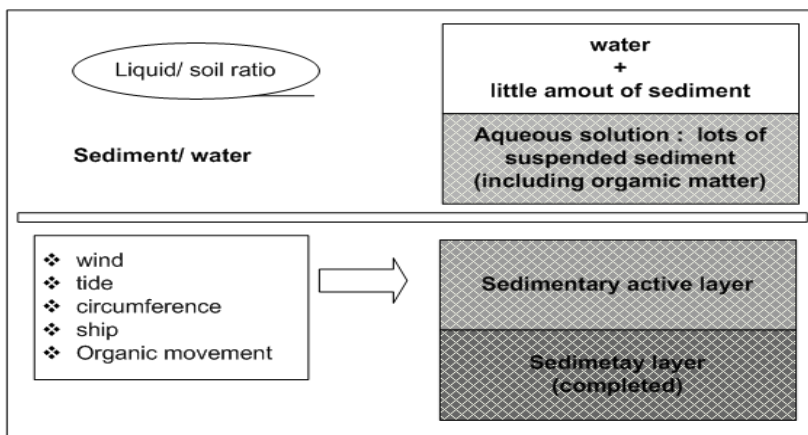 Liquid/ soil ratio
Sediment/ water
water
+
little amout of sediment
Aqueous solution : lots of
suspended sediment
(including orgamic matter)
❖ wind
❖ tide
❖ circumference
❖ ship
❖ Organic movement
Sedimentary active layer
Sedimetay layer
(completed)